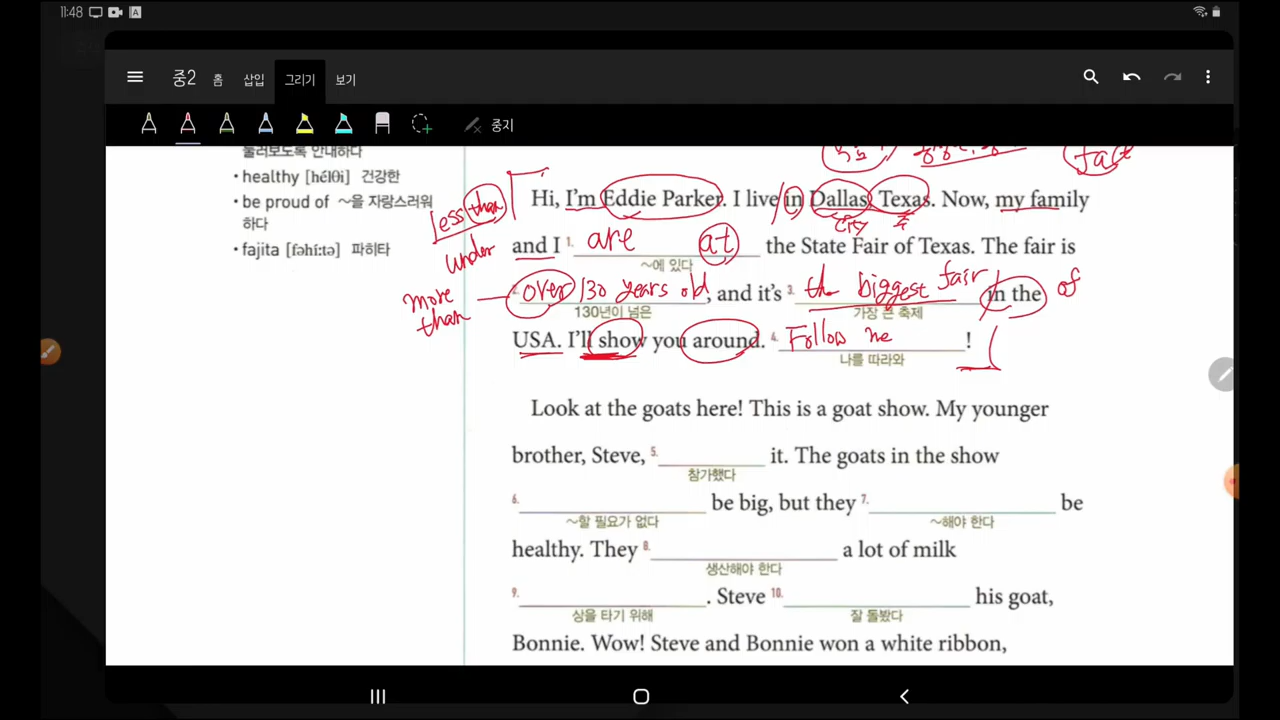 11:48
중2 홈 삽입 그리기 보기
중지
둘러보도록 안내하다
• healthy [hélθi] 건강한
• be proud of ~을 자랑스러워
하다
• fajita [fəhíːtə] 파히타
fact
less than
Hi, I'm Eddie Parker. I live in Dallas Texas. Now, my family
city 주
under
and I 1. are at the State Fair of Texas. The fair is
~에 있다
more than
2. over 130 years old, and it's 3. the biggest fair in the of
130년이 넘은 가장 큰 축제
USA. I'll show you around. 4. Follow me !
나를 따라와
Look at the goats here! This is a goat show. My younger
brother, Steve, 5. it. The goats in the show
참가했다
6. be big, but they 7. be
~할 필요가 없다 ~해야 한다
healthy. They 8. a lot of milk
생산해야 한다
9. . Steve 10. his goat,
상을 타기 위해 잘 돌봤다
Bonnie. Wow! Steve and Bonnie won a white ribbon,